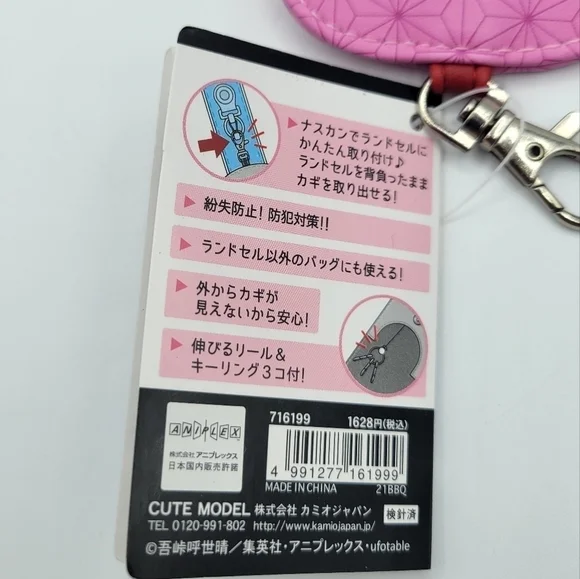 ナスカンでランドセルに
かんたん取り付け♪
ランドセルを背負ったまま
カギを取り出せる!
紛失防止! 防犯対策!!
ランドセル以外のバッグにも使える!
外からカギが
見えないから安心!
伸びるリール&
キーリング3コ付!
ANIPLEX
株式会社 アニプレックス
日本国内販売許諾
716199 1628円(税込)
4 991277 161999
MADE IN CHINA 21BBQ
CUTE MODEL 株式会社 カミオジャパン 検針済
TEL 0120-991-802 http://www.kamiojapan.jp/
©吾峠呼世晴／集英社・アニプレックス・ufotable